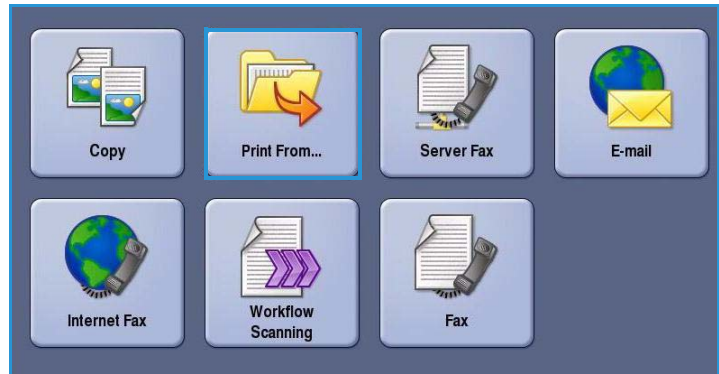 Copy
Print From...
Server Fax
E-mail
Internet Fax
Workflow
Scanning
Fax